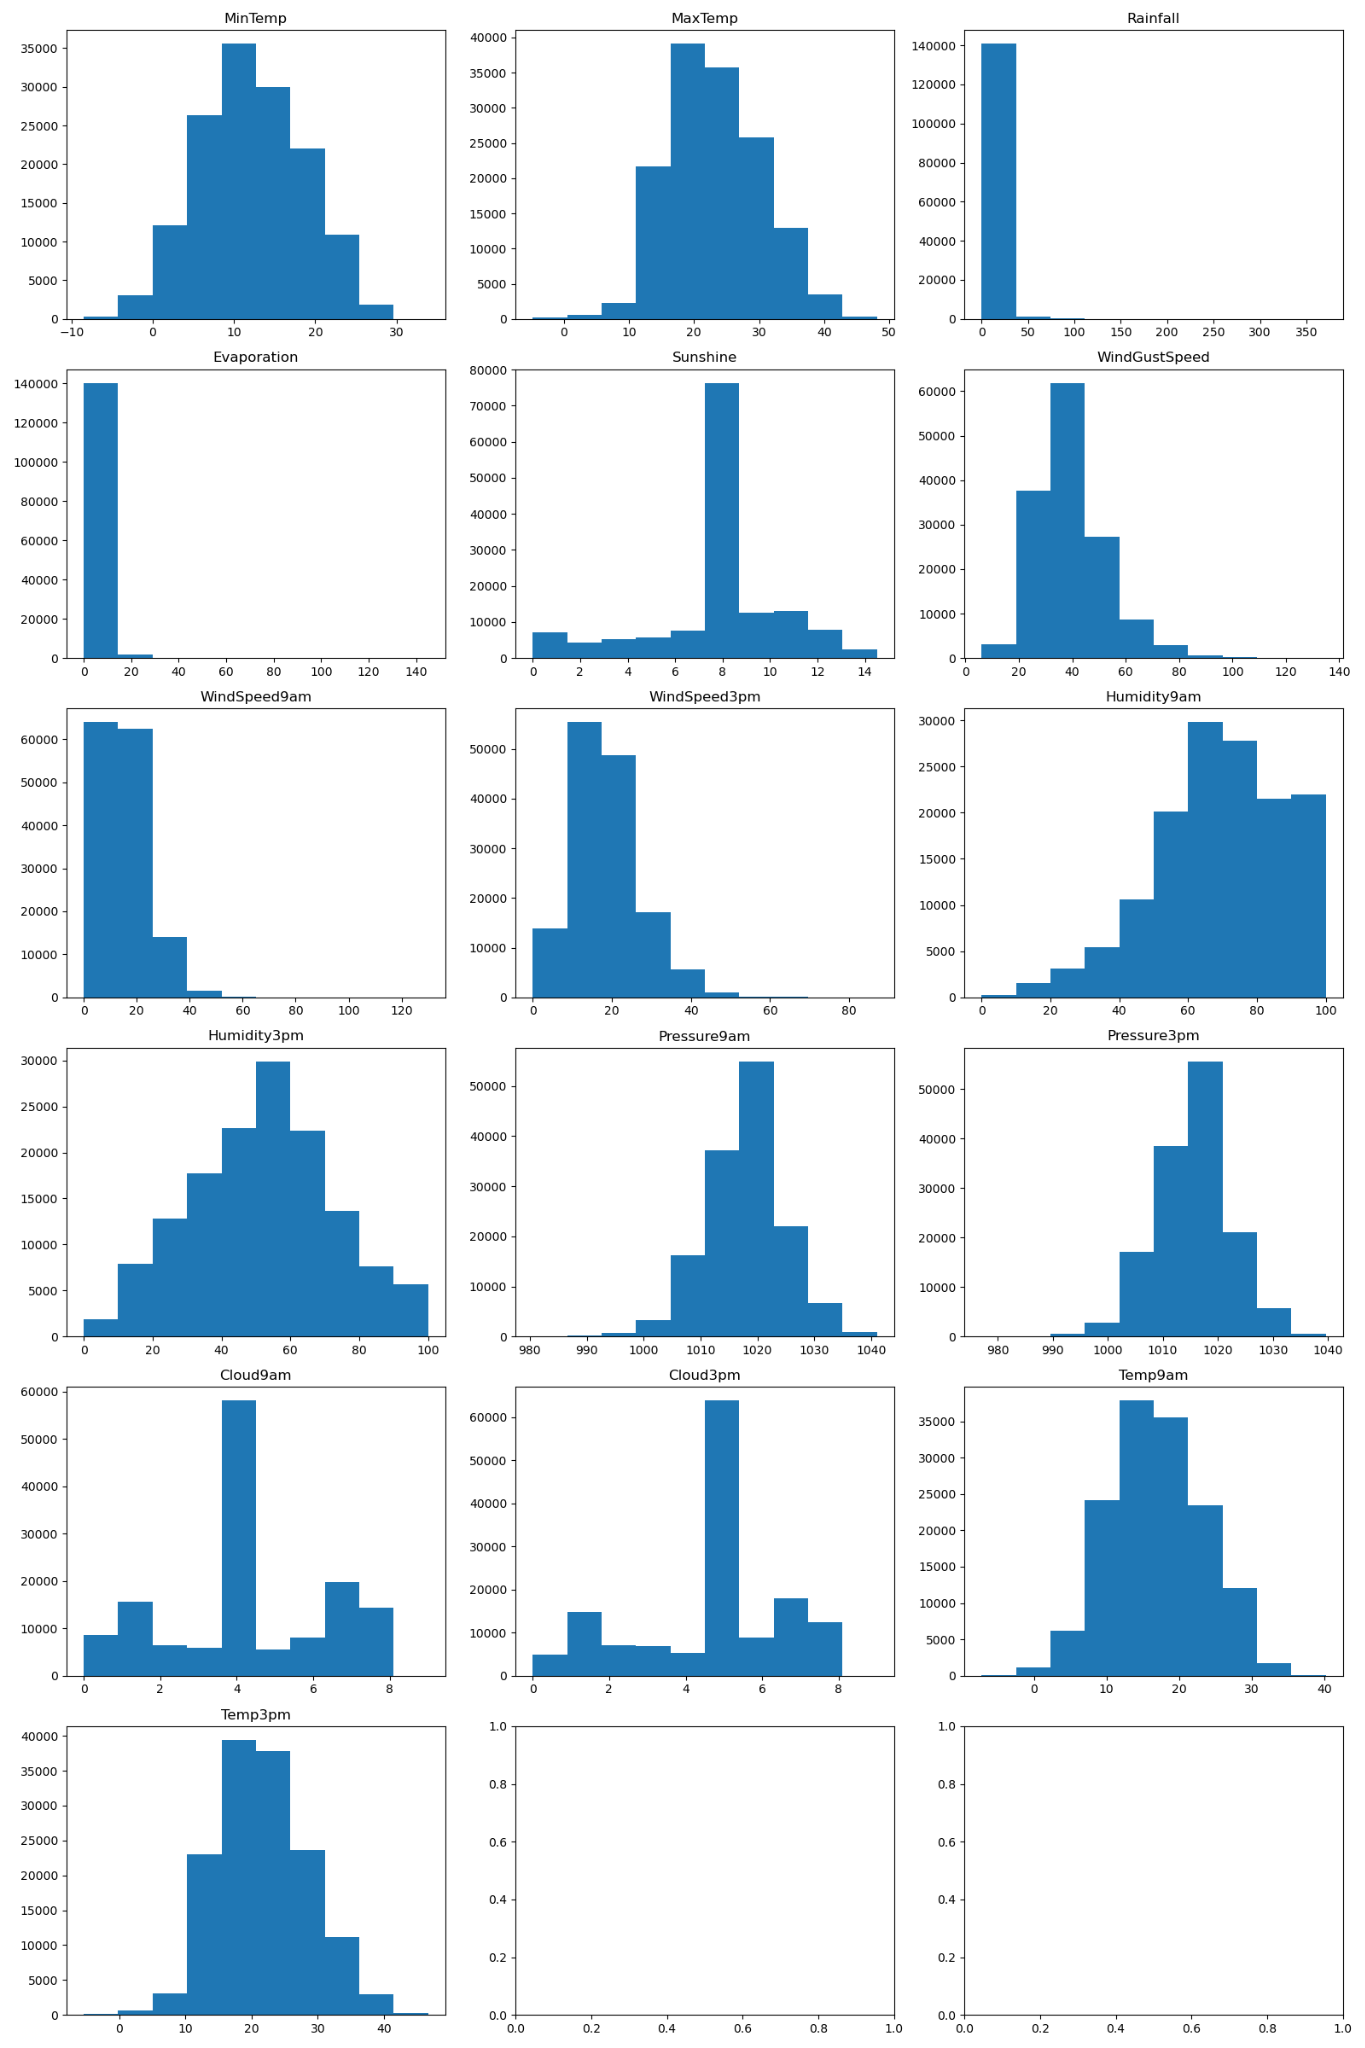 MinTemp MaxTemp Rainfall
35000 30000 25000 20000 15000 10000 5000 0
−10 0 10 20 30
40000 35000 30000 25000 20000 15000 10000 5000 0
0 10 20 30 40 50
140000 120000 100000 80000 60000 40000 20000 0
0 50 100 150 200 250 300 350
Evaporation Sunshine WindGustSpeed
140000 120000 100000 80000 60000 40000 20000 0
0 20 40 60 80 100 120 140
80000 70000 60000 50000 40000 30000 20000 10000 0
0 2 4 6 8 10 12 14
60000 50000 40000 30000 20000 10000 0
0 20 40 60 80 100 120 140
WindSpeed9am WindSpeed3pm Humidity9am
60000 50000 40000 30000 20000 10000 0
0 20 40 60 80 100 120
50000 40000 30000 20000 10000 0
0 20 40 60 80
30000 25000 20000 15000 10000 5000 0
0 20 40 60 80 100
Humidity3pm Pressure9am Pressure3pm
30000 25000 20000 15000 10000 5000 0
0 20 40 60 80 100
50000 40000 30000 20000 10000 0
980 990 1000 1010 1020 1030 1040
50000 40000 30000 20000 10000 0
980 990 1000 1010 1020 1030 1040
Cloud9am Cloud3pm Temp9am
60000 50000 40000 30000 20000 10000 0
0 2 4 6 8
60000 50000 40000 30000 20000 10000 0
0 2 4 6 8
35000 30000 25000 20000 15000 10000 5000 0
0 10 20 30 40
Temp3pm
40000 35000 30000 25000 20000 15000 10000 5000 0
0 10 20 30 40
1.0 0.8 0.6 0.4 0.2 0.0
0.0 0.2 0.4 0.6 0.8 1.0
1.0 0.8 0.6 0.4 0.2 0.0
0.0 0.2 0.4 0.6 0.8 1.0